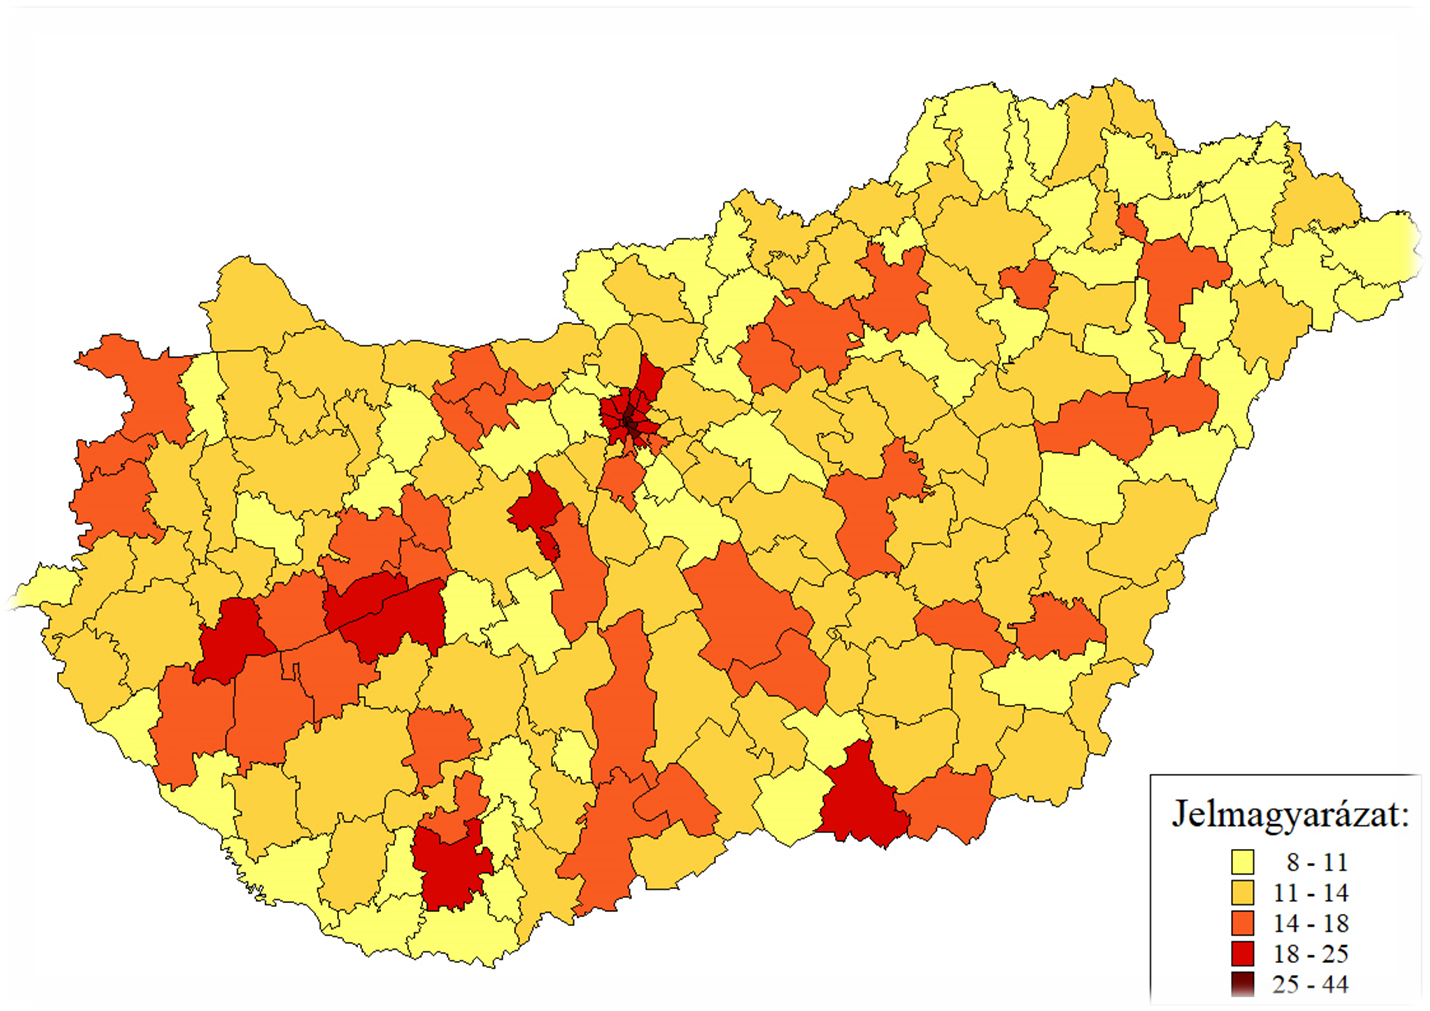 Jelmagyarázat:
8 - 11
11 - 14
14 - 18
18 - 25
25 - 44